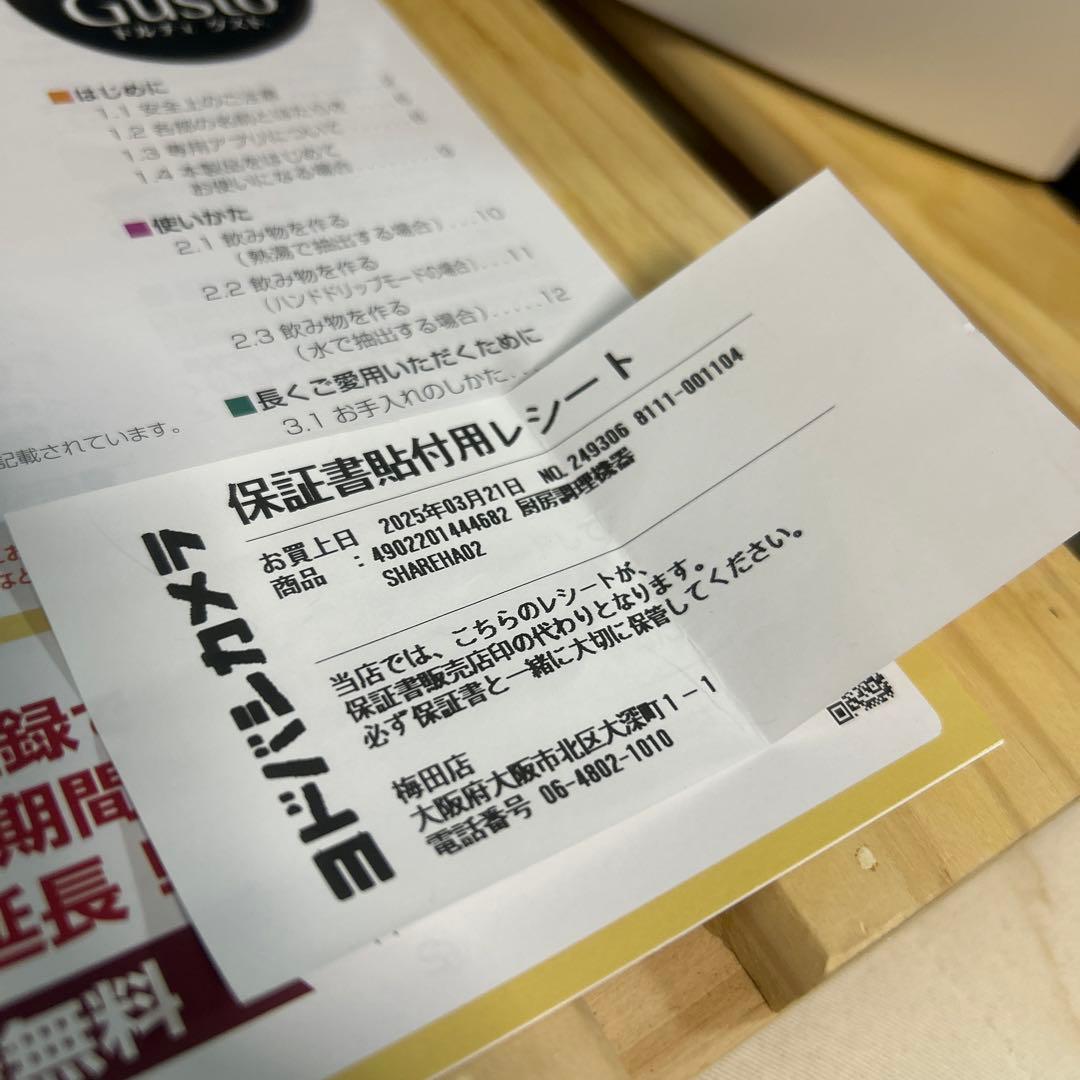 Gusto
ドルチェ グスト
■はじめに
1.1 安全上のご注意
1.2 各部の名前とはたらき
1.3 専用アプリについて
1.4 本製品をはじめて
お使いになる場合.........9
■使いかた
2.1 飲み物を作る
(熱湯で抽出する場合)...10
2.2 飲み物を作る
(ハンドドリップモードの場合)...11
2.3 飲み物を作る
(水で抽出する場合).....12
■長くご愛用いただくために
3.1 お手入れのしかた...
記載されています。
保証書貼付用レシート
お買上日 2025年03月21日 NO.249306 8111-001104
商品 :4902201444682 厨房調理機器
SHAREHA02
当店では、こちらのレシートが、
保証書販売店印の代わりとなります。
必ず保証書と一緒に大切に保管してください。
梅田店
大阪府大阪市北区大深町1-1
電話番号 06-4802-1010
ヨドバシカメラ
録
期間
延長!
無料